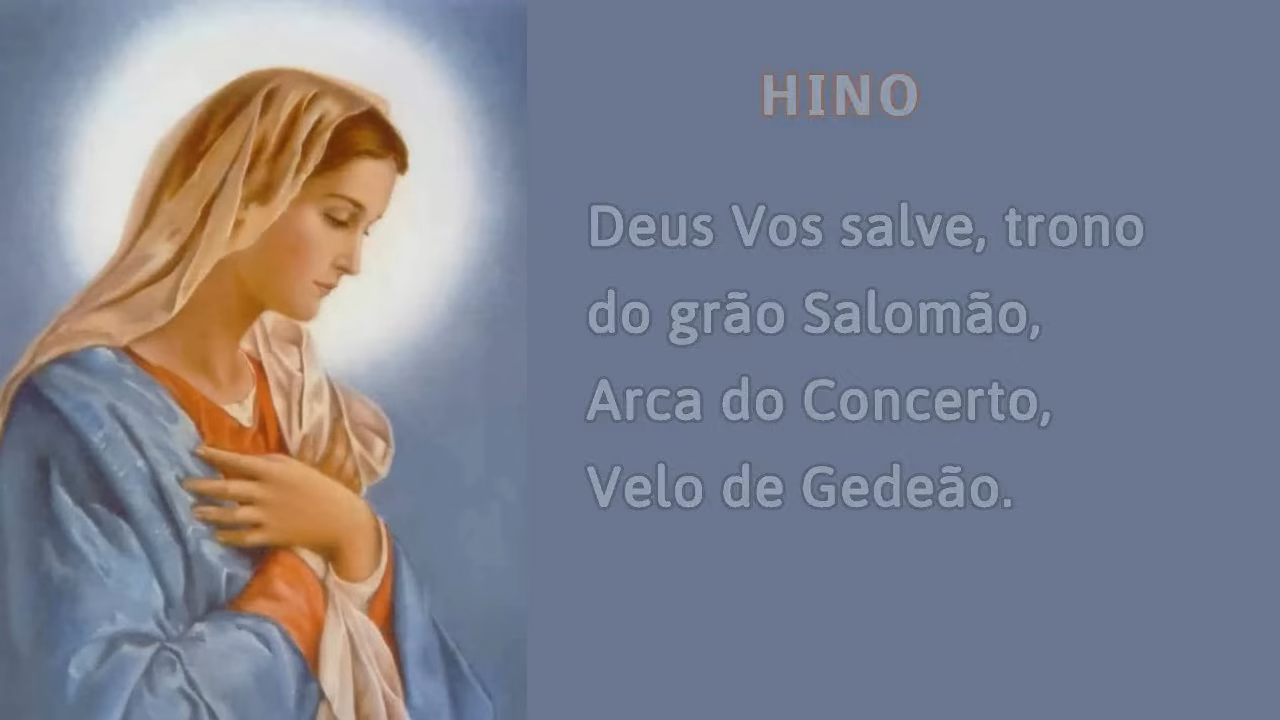 HINO
Deus Vos salve, trono
do grão Salomão,
Arca do Concerto,
Velo de Gedeão.